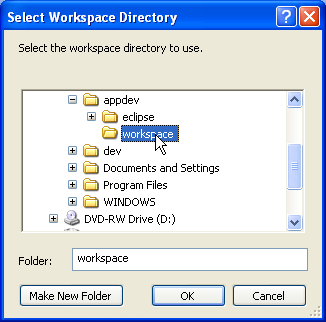 Select Workspace Directory
Select the workspace directory to use.
appdev
eclipse
workspace
dev
Documents and Settings
Program Files
WINDOWS
DVD-RW Drive (D:)
Folder: workspace
Make New Folder OK Cancel